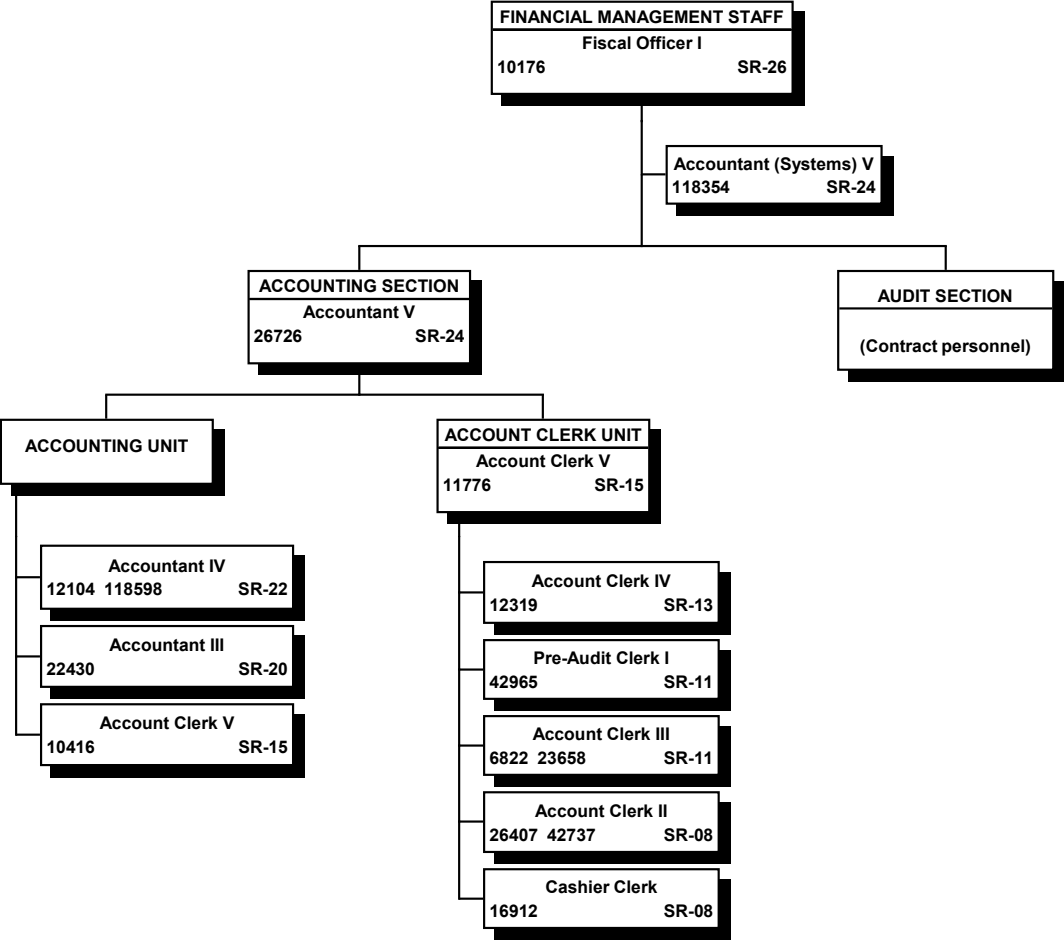 FINANCIAL MANAGEMENT STAFF
Fiscal Officer I
10176 SR-26
Accountant (Systems) V
118354 SR-24
ACCOUNTING SECTION
Accountant V
26726 SR-24
AUDIT SECTION
(Contract personnel)
ACCOUNTING UNIT
Accountant IV
12104 118598 SR-22
Accountant III
22430 SR-20
Account Clerk V
10416 SR-15
ACCOUNT CLERK UNIT
Account Clerk V
11776 SR-15
Account Clerk IV
12319 SR-13
Pre-Audit Clerk I
42965 SR-11
Account Clerk III
6822 23658 SR-11
Account Clerk II
26407 42737 SR-08
Cashier Clerk
16912 SR-08